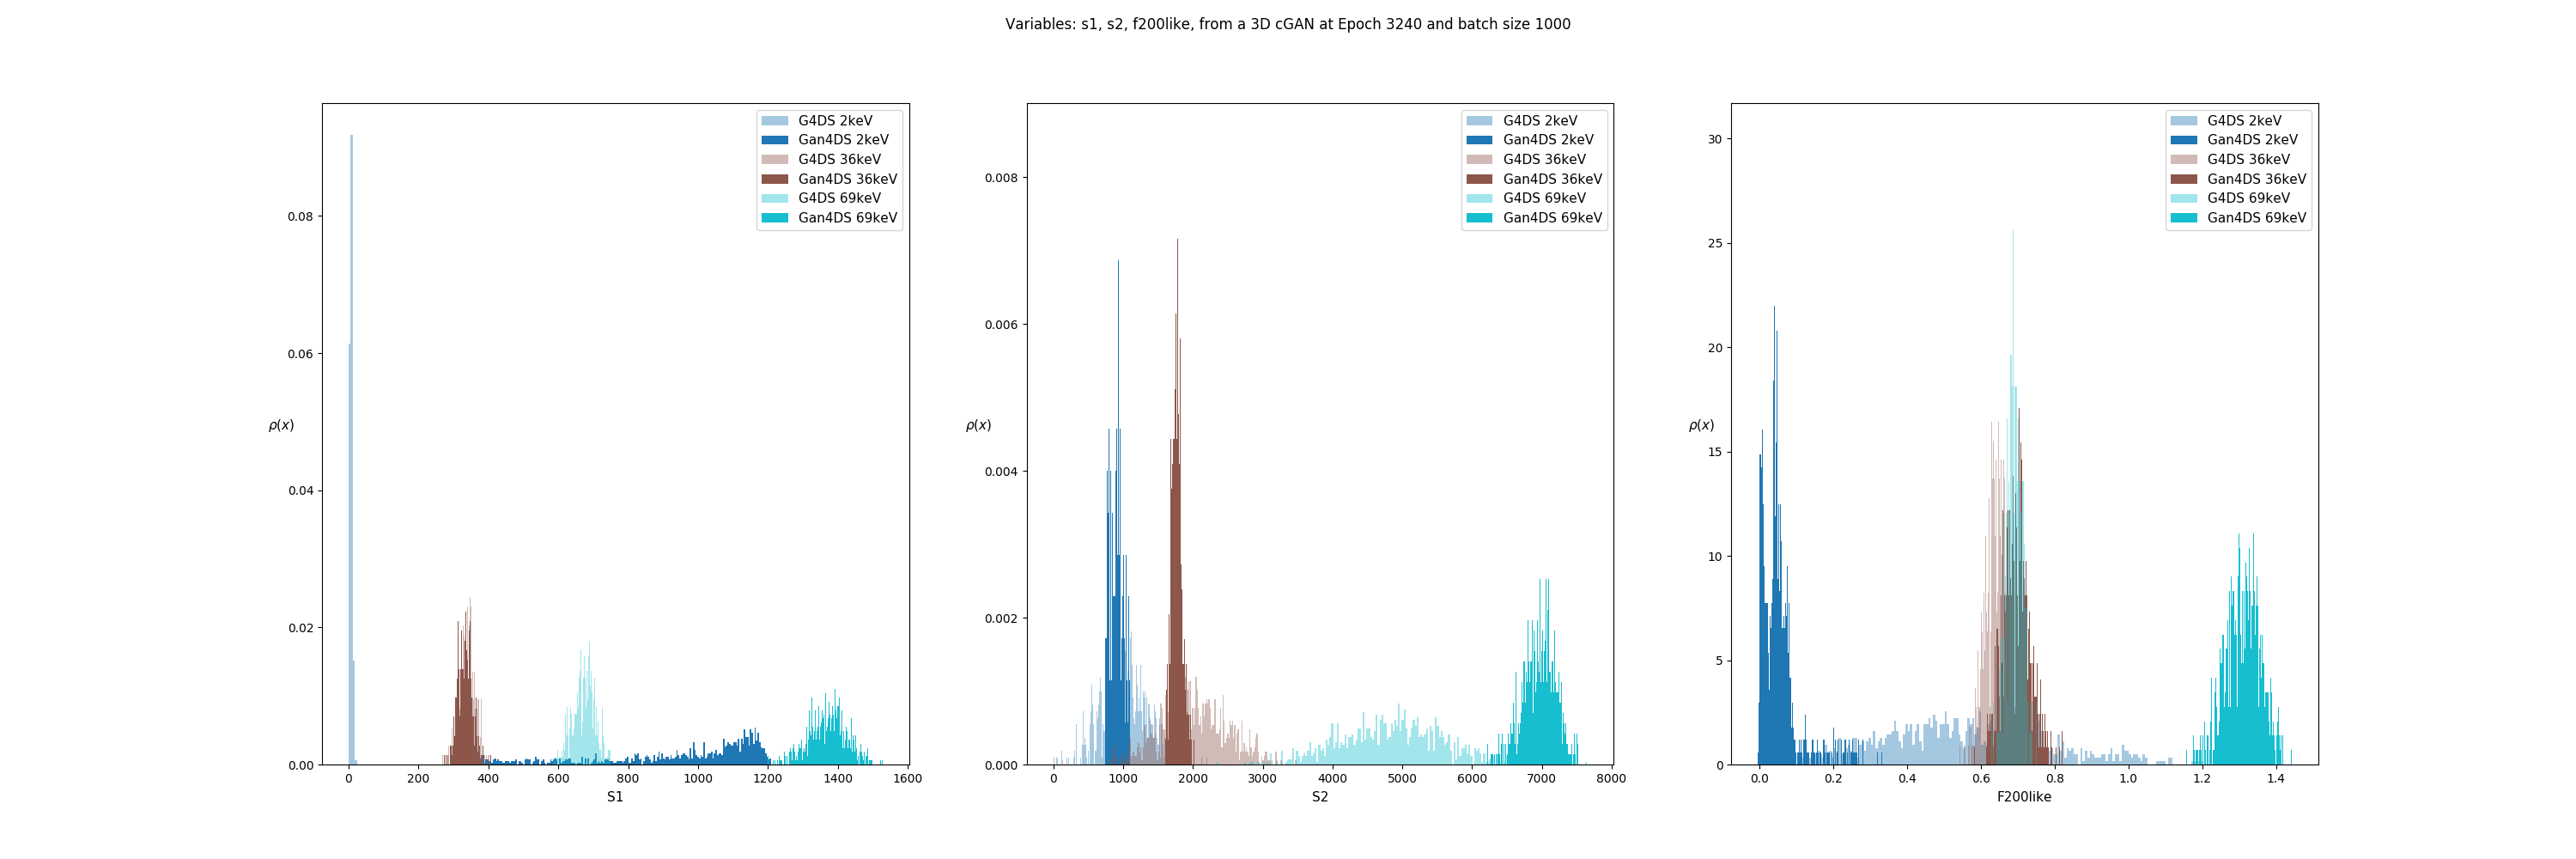 Variables: s1, s2, f200like, from a 3D cGAN at Epoch 3240 and batch size 1000
G4DS 2keV
Gan4DS 2keV
G4DS 36keV
Gan4DS 36keV
G4DS 69keV
Gan4DS 69keV
0.08
0.06
0.04
0.02
0.00
ρ(x)
0 200 400 600 800 1000 1200 1400 1600
S1
G4DS 2keV
Gan4DS 2keV
G4DS 36keV
Gan4DS 36keV
G4DS 69keV
Gan4DS 69keV
0.008
0.006
0.004
0.002
0.000
ρ(x)
0 1000 2000 3000 4000 5000 6000 7000 8000
S2
G4DS 2keV
Gan4DS 2keV
G4DS 36keV
Gan4DS 36keV
G4DS 69keV
Gan4DS 69keV
30
25
20
15
10
5
0
ρ(x)
0.0 0.2 0.4 0.6 0.8 1.0 1.2 1.4
F200like